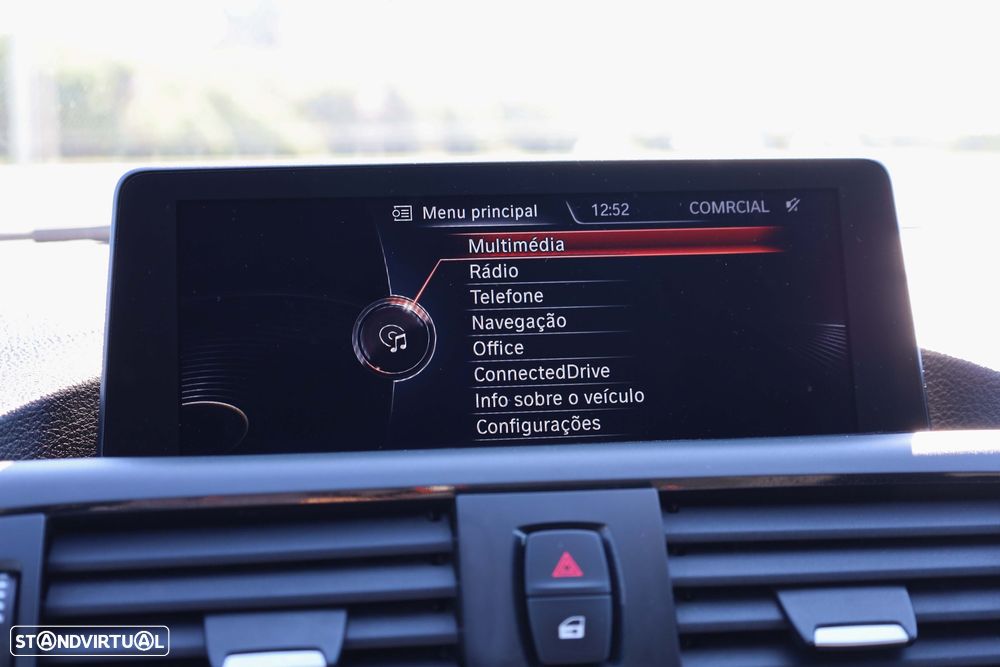 Menu principal 12:52 COMRCIAL
Multimédia
Rádio
Telefone
Navegação
Office
ConnectedDrive
Info sobre o veículo
Configurações
STANDVIRTUAL